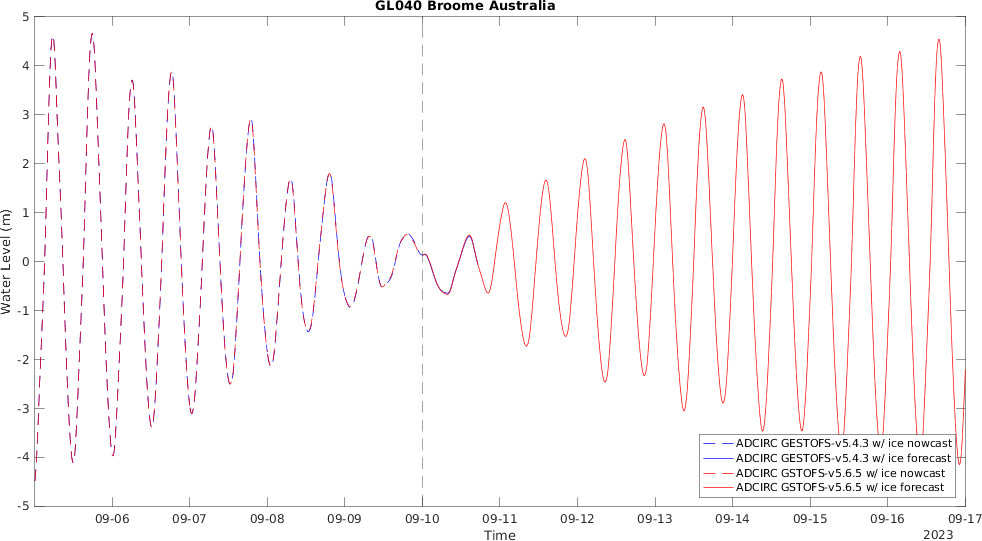 GL040 Broome Australia
Water Level (m)
5
4
3
2
1
0
-1
-2
-3
-4
-5
ADCIRC GESTOFS-v5.4.3 w/ ice nowcast
ADCIRC GESTOFS-v5.4.3 w/ ice forecast
ADCIRC GSTOFS-v5.6.5 w/ ice nowcast
ADCIRC GSTOFS-v5.6.5 w/ ice forecast
09-06 09-07 09-08 09-09 09-10 09-11 09-12 09-13 09-14 09-15 09-16 09-17
Time
2023